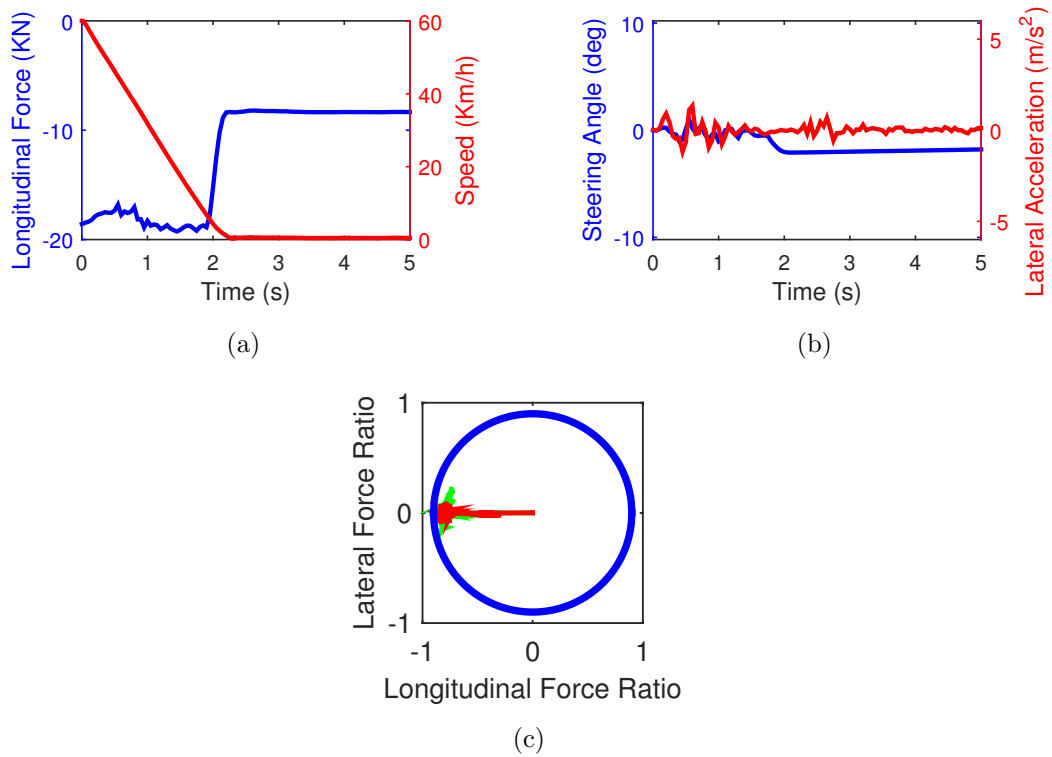 Longitudinal Force (KN)
0
-10
-20
60
40
20
0
Speed (Km/h)
0 1 2 3 4 5
Time (s)
(a)
Steering Angle (deg)
10
0
-10
5
0
-5
Lateral Acceleration (m/s²)
0 1 2 3 4 5
Time (s)
(b)
Lateral Force Ratio
1
0
-1
-1 0 1
Longitudinal Force Ratio
(c)